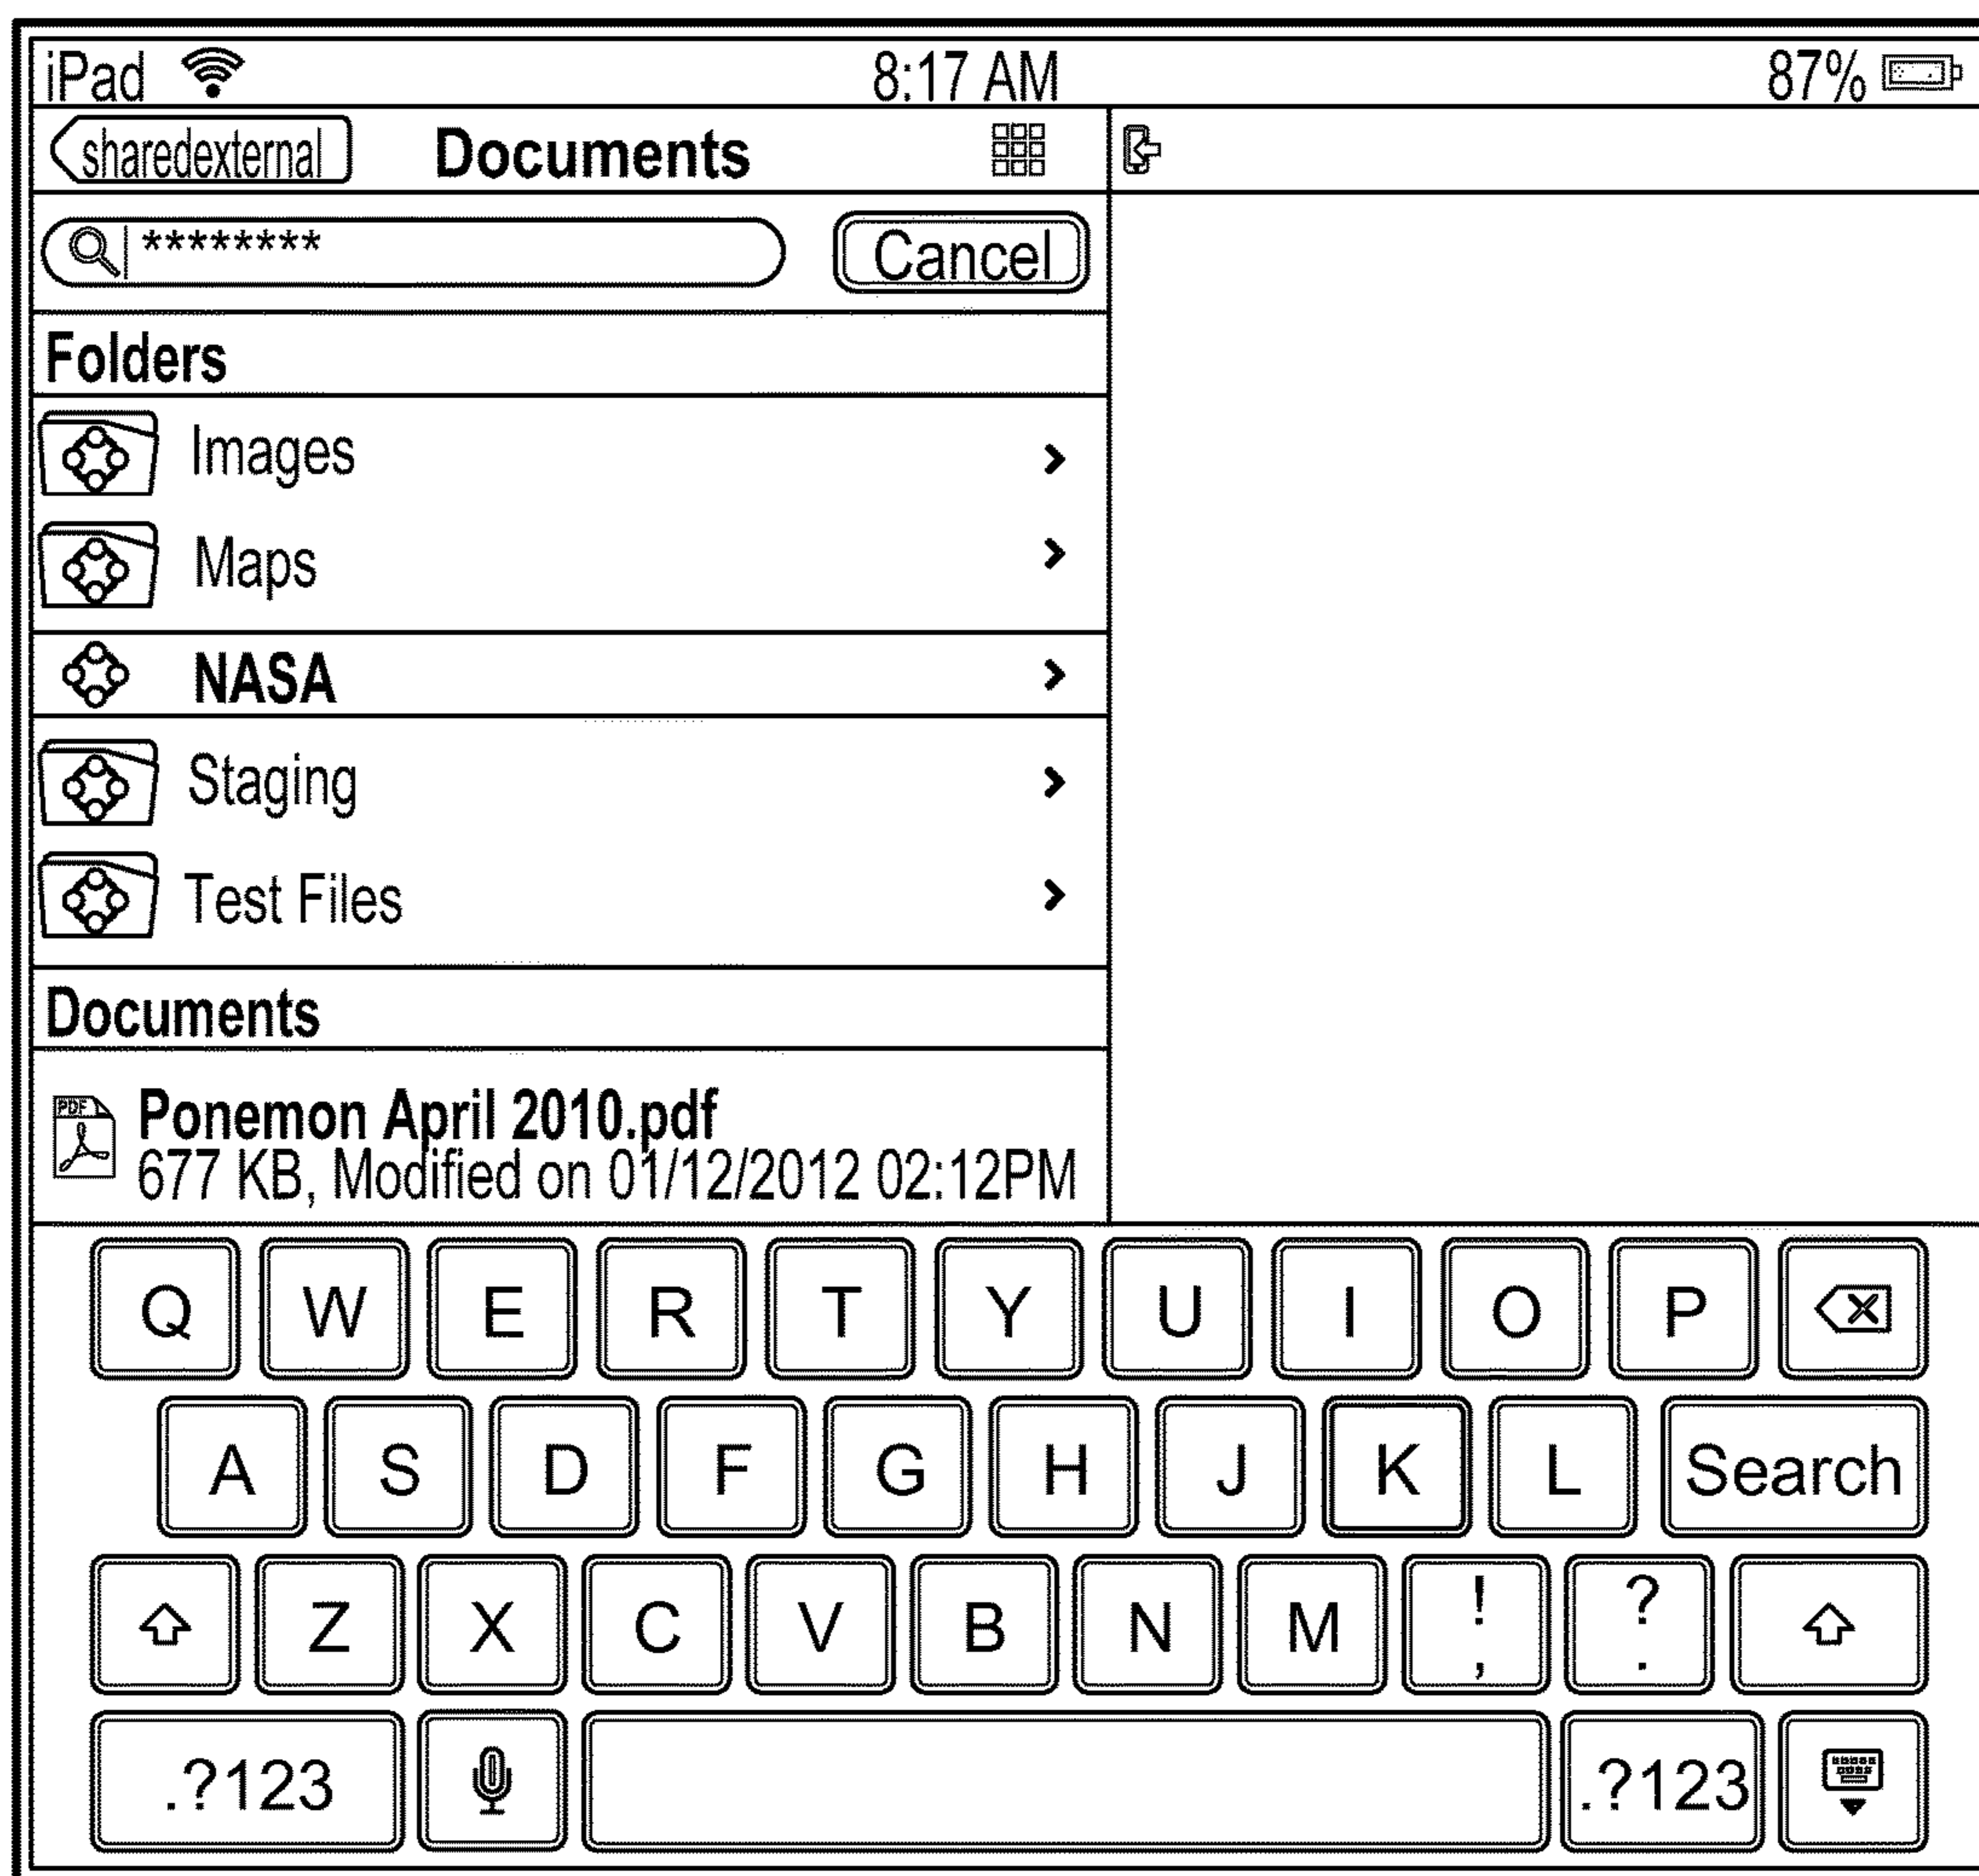 iPad 8:17 AM 87%
sharedexternal Documents
******** Cancel
Folders
Images
Maps
NASA
Staging
Test Files
Documents
PDF Ponemon April 2010.pdf
677 KB, Modified on 01/12/2012 02:12PM
Q W E R T Y U I O P
A S D F G H J K L Search
Z X C V B N M ! , ? .
.?123 .?123